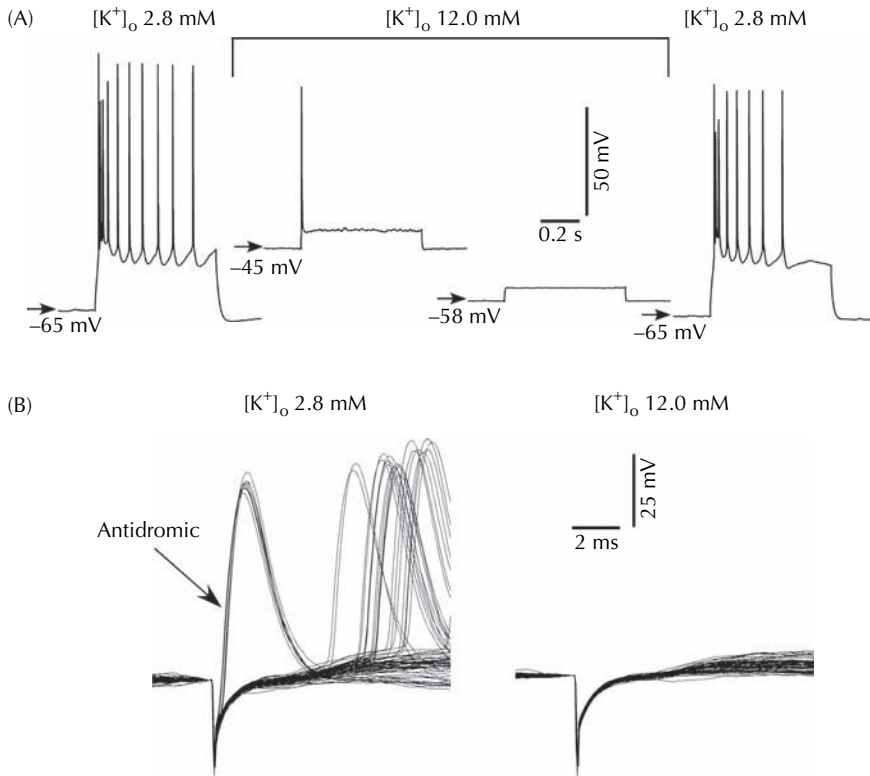 (A)
[K+]o 2.8 mM
[K+]o 12.0 mM
[K+]o 2.8 mM
50 mV
0.2 s
–45 mV
–58 mV
–65 mV
–65 mV
(B)
[K+]o 2.8 mM
[K+]o 12.0 mM
25 mV
2 ms
Antidromic